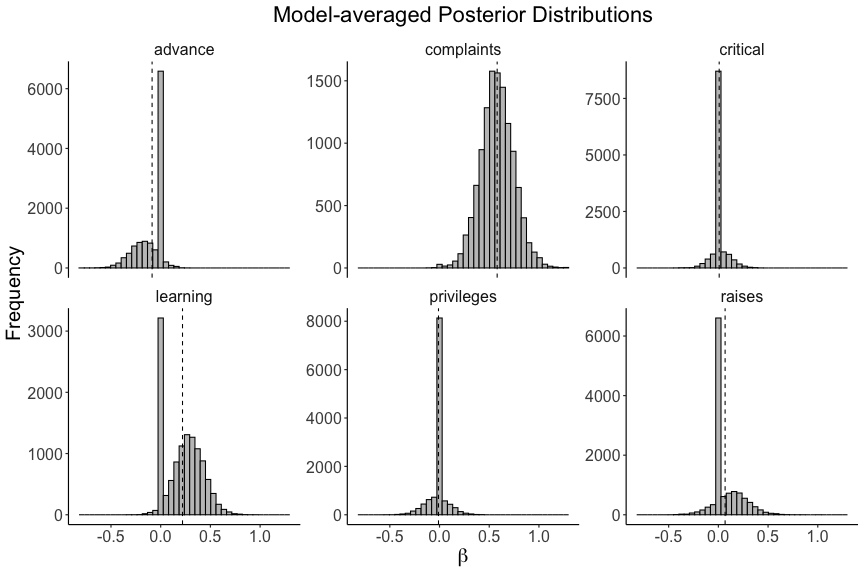 Model-averaged Posterior Distributions
advance
complaints
critical
6000
4000
2000
0
1500
1000
500
0
7500
5000
2500
0
Frequency
learning
privileges
raises
3000
2000
1000
0
8000
6000
4000
2000
0
6000
4000
2000
0
-0.5 0.0 0.5 1.0
-0.5 0.0 0.5 1.0
-0.5 0.0 0.5 1.0
β